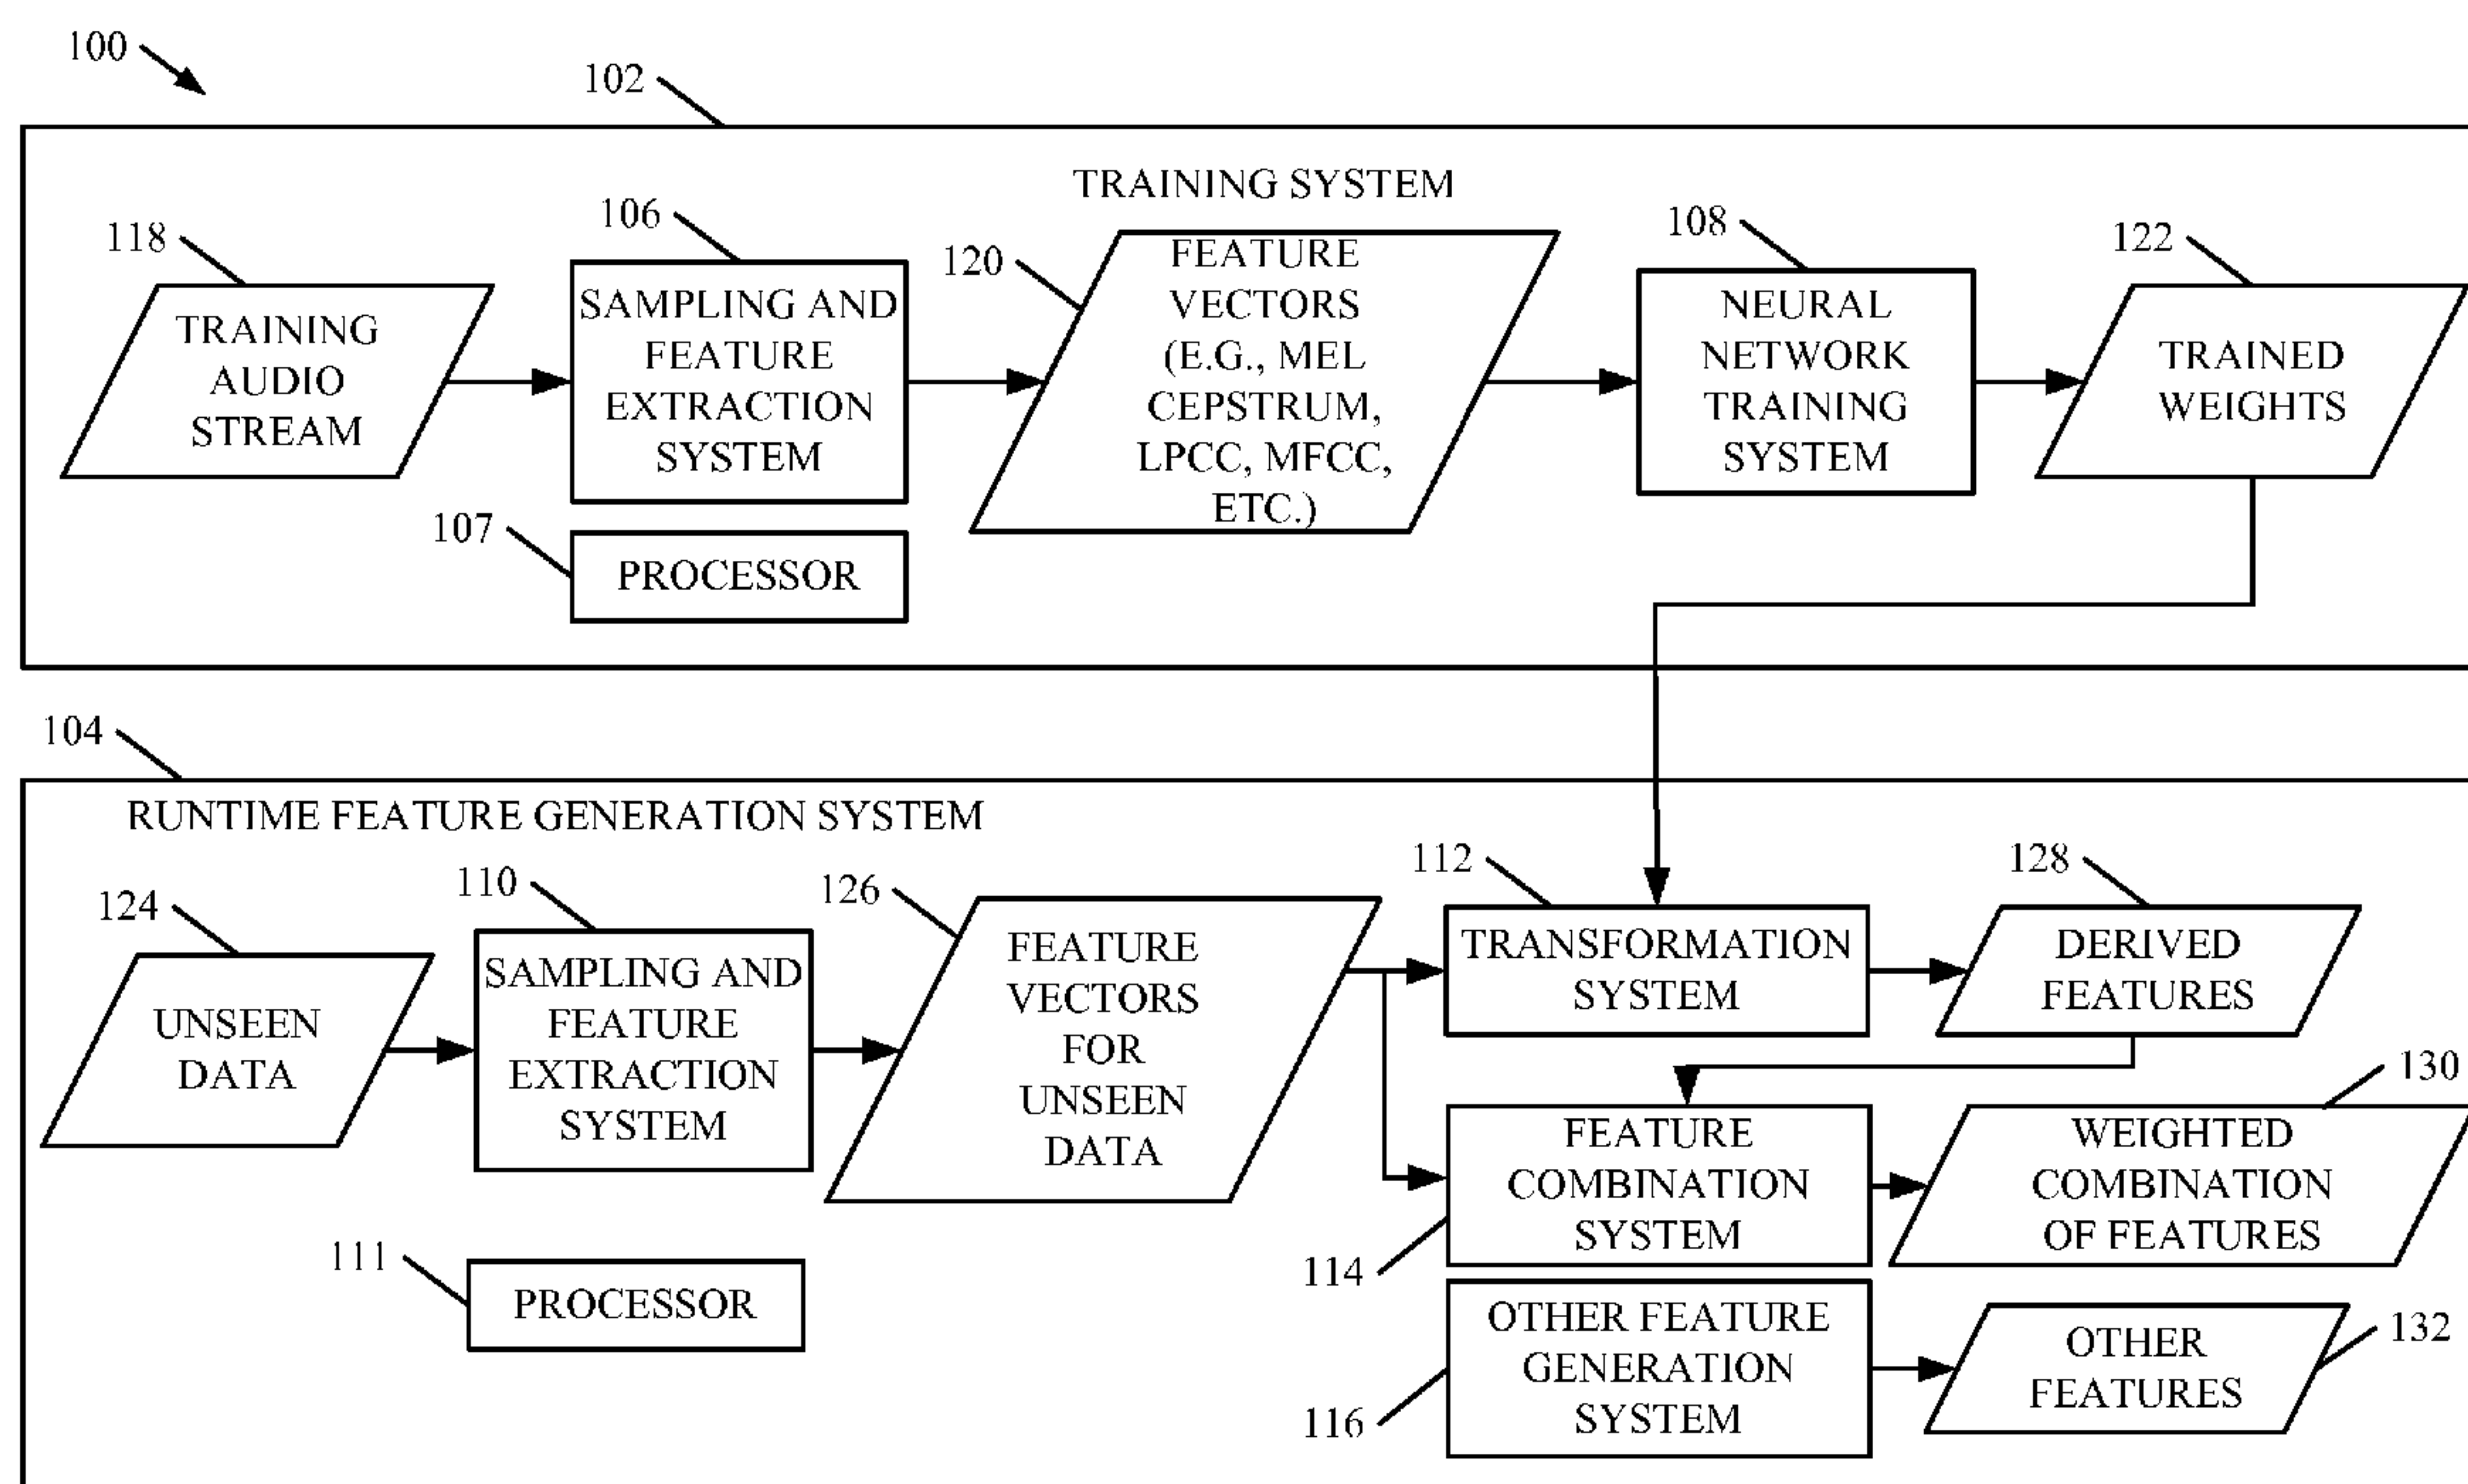 100
102
TRAINING SYSTEM
118
TRAINING
AUDIO
STREAM
106
SAMPLING AND
FEATURE
EXTRACTION
SYSTEM
107
PROCESSOR
120
FEATURE
VECTORS
(E.G., MEL
CEPSTRUM,
LPCC, MFCC,
ETC.)
108
NEURAL
NETWORK
TRAINING
SYSTEM
122
TRAINED
WEIGHTS
104
RUNTIME FEATURE GENERATION SYSTEM
124
UNSEEN
DATA
110
SAMPLING AND
FEATURE
EXTRACTION
SYSTEM
111
PROCESSOR
126
FEATURE
VECTORS
FOR
UNSEEN
DATA
112
TRANSFORMATION
SYSTEM
128
DERIVED
FEATURES
114
FEATURE
COMBINATION
SYSTEM
130
WEIGHTED
COMBINATION
OF FEATURES
116
OTHER FEATURE
GENERATION
SYSTEM
132
OTHER
FEATURES